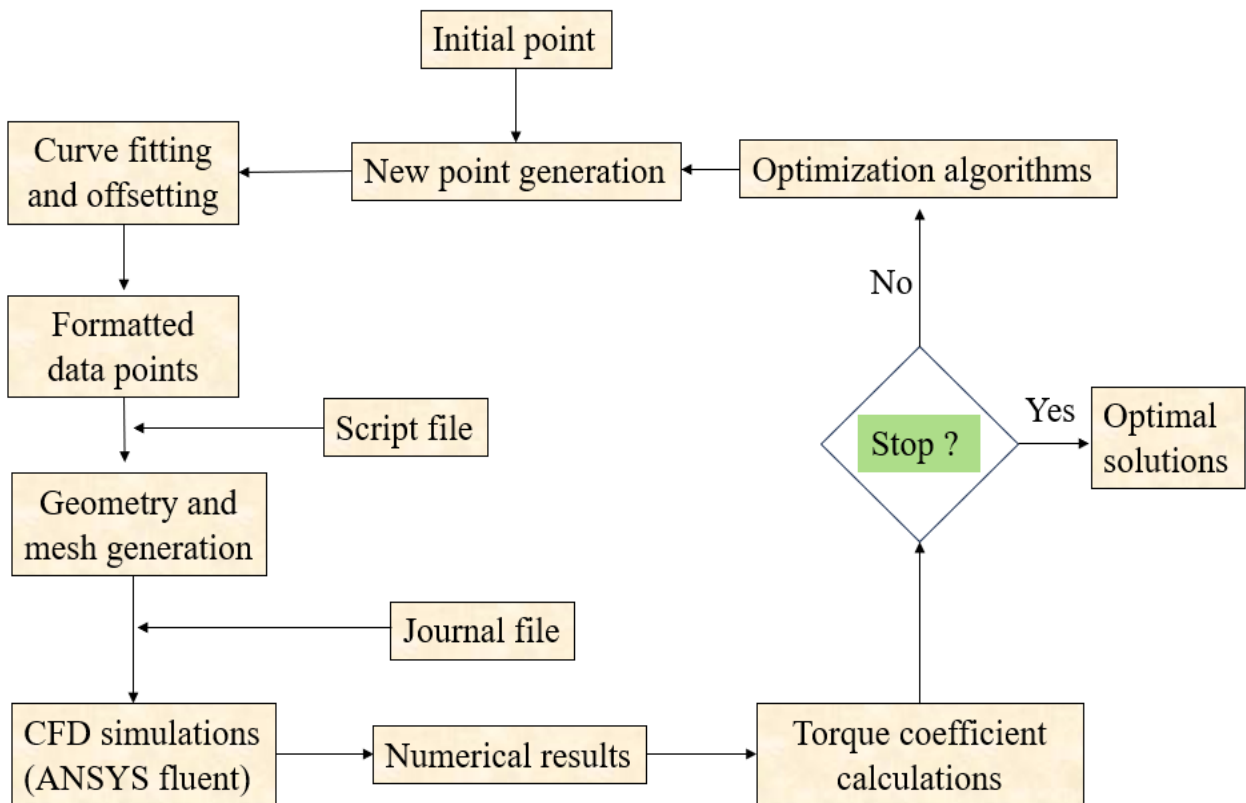 Initial point
Curve fitting
and offsetting
New point generation
Optimization algorithms
No
Formatted
data points
Script file
Stop ?
Yes
Optimal
solutions
Geometry and
mesh generation
Journal file
CFD simulations
(ANSYS fluent)
Numerical results
Torque coefficient
calculations